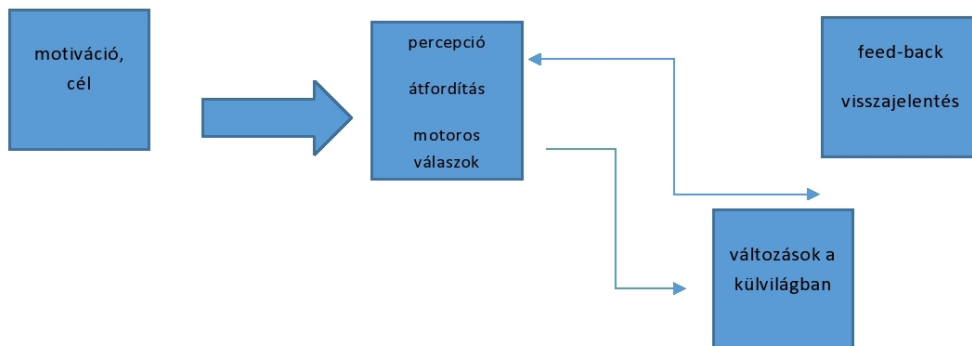 motiváció,
cél
percepció
átfordítás
motoros
válaszok
feed-back
visszajelentés
változások a
külvilágban